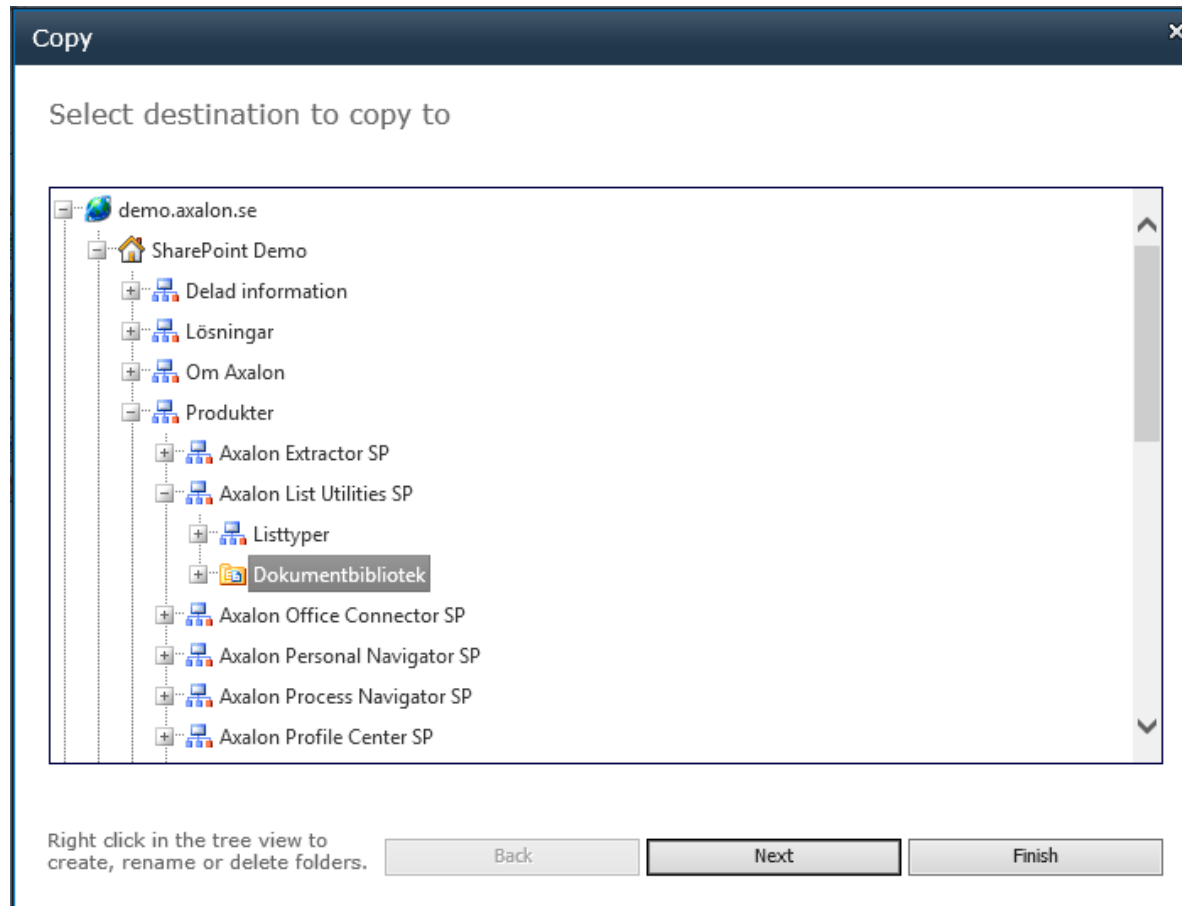 Copy
Select destination to copy to
demo.axalon.se
SharePoint Demo
Delad information
Lösningar
Om Axalon
Produkter
Axalon Extractor SP
Axalon List Utilities SP
Listtyper
Dokumentbibliotek
Axalon Office Connector SP
Axalon Personal Navigator SP
Axalon Process Navigator SP
Axalon Profile Center SP
Right click in the tree view to
create, rename or delete folders.
Back
Next
Finish